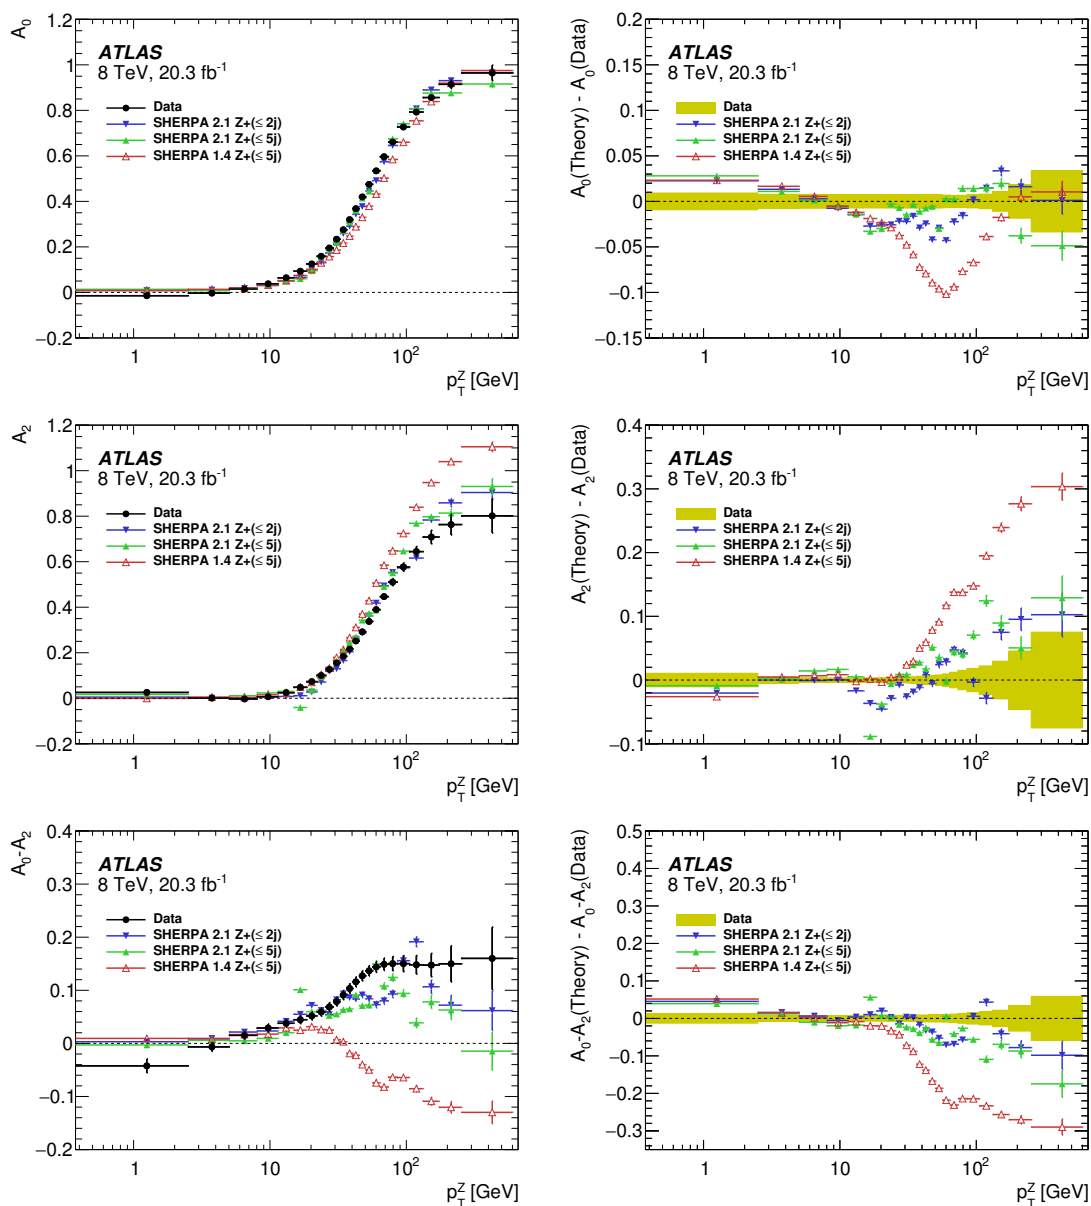 A₀
1.2
1
0.8
0.6
0.4
0.2
0
−0.2
ATLAS
8 TeV, 20.3 fb⁻¹
Data
SHERPA 2.1 Z+(≤ 2j)
SHERPA 2.1 Z+(≤ 5j)
SHERPA 1.4 Z+(≤ 5j)
1
10
10²
p_T^Z [GeV]
A₀(Theory) - A₀(Data)
0.2
0.15
0.1
0.05
0
−0.05
−0.1
−0.15
ATLAS
8 TeV, 20.3 fb⁻¹
Data
SHERPA 2.1 Z+(≤ 2j)
SHERPA 2.1 Z+(≤ 5j)
SHERPA 1.4 Z+(≤ 5j)
1
10
10²
p_T^Z [GeV]
A₂
1.2
1
0.8
0.6
0.4
0.2
0
−0.2
ATLAS
8 TeV, 20.3 fb⁻¹
Data
SHERPA 2.1 Z+(≤ 2j)
SHERPA 2.1 Z+(≤ 5j)
SHERPA 1.4 Z+(≤ 5j)
1
10
10²
p_T^Z [GeV]
A₂(Theory) - A₂(Data)
0.4
0.3
0.2
0.1
0
−0.1
ATLAS
8 TeV, 20.3 fb⁻¹
Data
SHERPA 2.1 Z+(≤ 2j)
SHERPA 2.1 Z+(≤ 5j)
SHERPA 1.4 Z+(≤ 5j)
1
10
10²
p_T^Z [GeV]
A₀-A₂
0.4
0.3
0.2
0.1
0
−0.1
−0.2
ATLAS
8 TeV, 20.3 fb⁻¹
Data
SHERPA 2.1 Z+(≤ 2j)
SHERPA 2.1 Z+(≤ 5j)
SHERPA 1.4 Z+(≤ 5j)
1
10
10²
p_T^Z [GeV]
A₀-A₂(Theory) - A₀-A₂(Data)
0.5
0.4
0.3
0.2
0.1
0
−0.1
−0.2
−0.3
ATLAS
8 TeV, 20.3 fb⁻¹
Data
SHERPA 2.1 Z+(≤ 2j)
SHERPA 2.1 Z+(≤ 5j)
SHERPA 1.4 Z+(≤ 5j)
1
10
10²
p_T^Z [GeV]